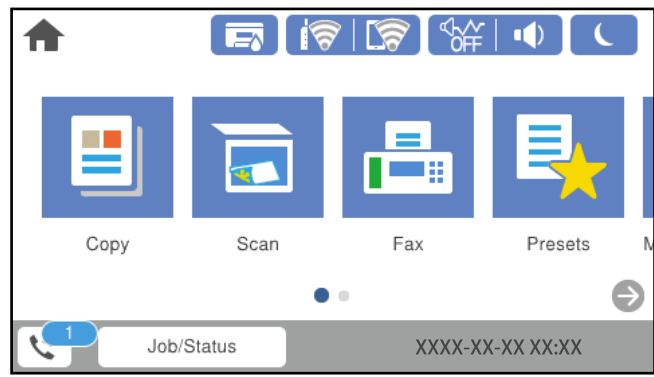 OFF
Copy
Scan
Fax
Presets
M
1
Job/Status
XXXX-XX-XX XX:XX